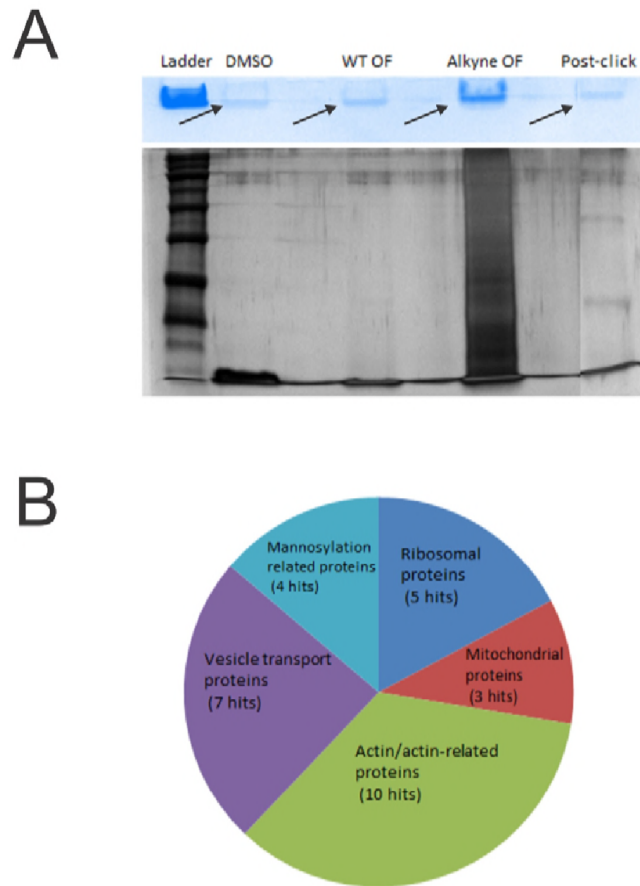 A
Ladder DMSO WT OF Alkyne OF Post-click
B
Mannosylation
related proteins
(4 hits)
Ribosomal
proteins
(5 hits)
Mitochondrial
proteins
(3 hits)
Vesicle transport
proteins
(7 hits)
Actin/actin-related
proteins
(10 hits)